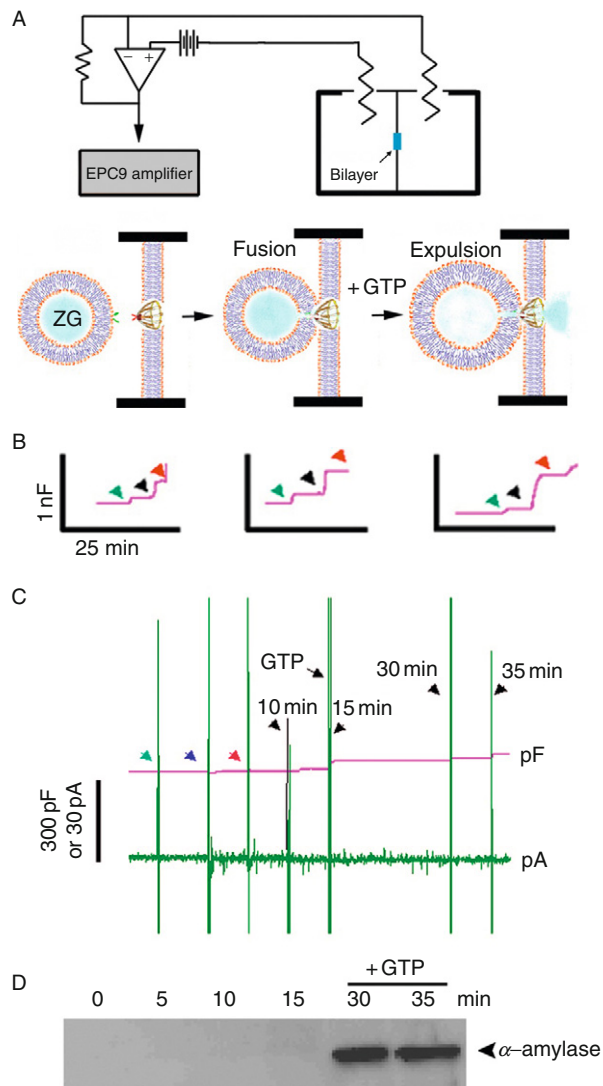 A
− +
EPC9 amplifier
Bilayer
Fusion
Expulsion
+ GTP
ZG
B
1 nF
25 min
C
GTP
30 min
35 min
10 min
15 min
pF
300 pF
or 30 pA
pA
D
+ GTP
0 5 10 15 30 35 min
α–amylase